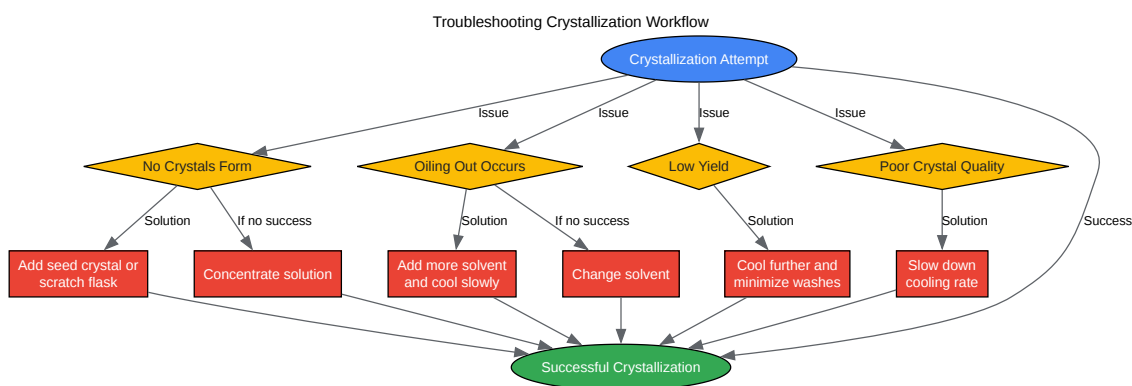 Troubleshooting Crystallization Workflow
Crystallization Attempt
Issue
Issue
Issue
Issue
No Crystals Form
Oiling Out Occurs
Low Yield
Poor Crystal Quality
Solution
If no success
Solution
If no success
Solution
Solution
Success
Add seed crystal or
scratch flask
Concentrate solution
Add more solvent
and cool slowly
Change solvent
Cool further and
minimize washes
Slow down
cooling rate
Successful Crystallization